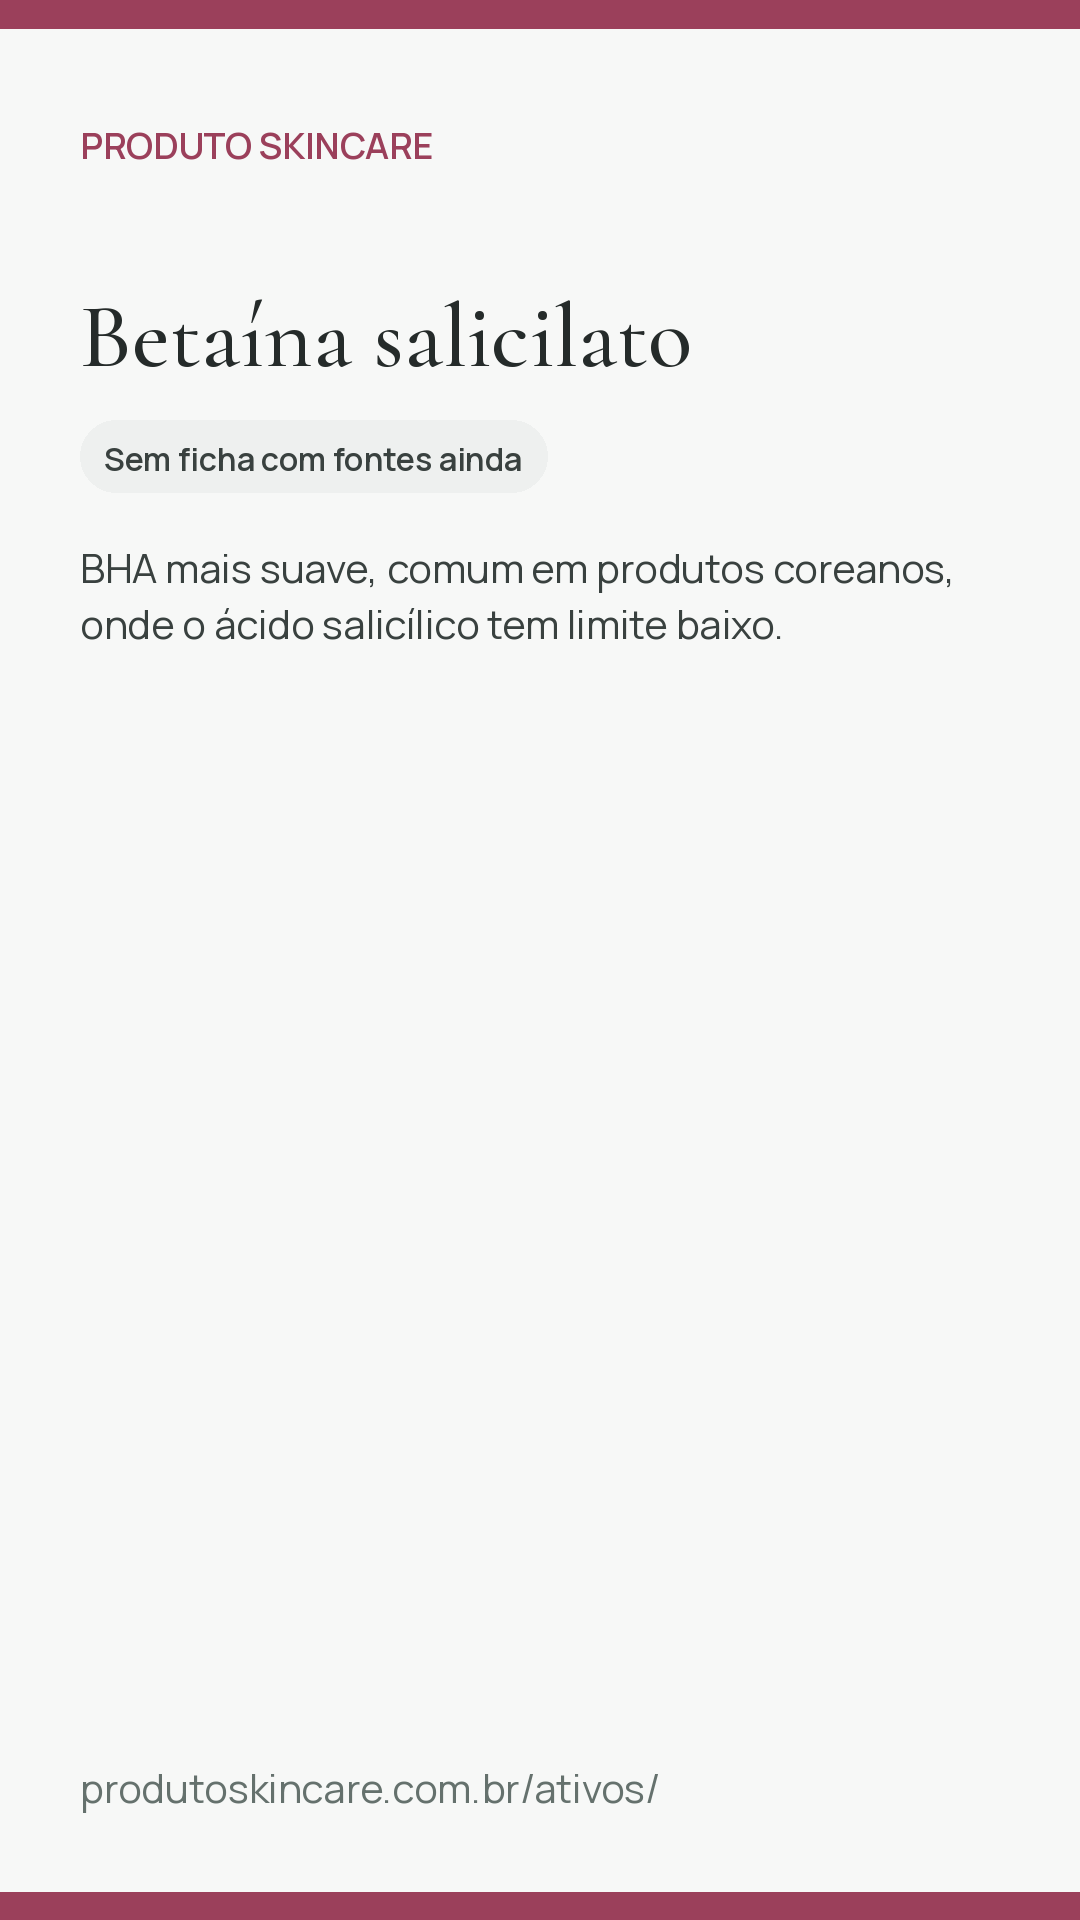 PRODUTO SKINCARE
Betaína salicilato
Sem ficha com fontes ainda
BHA mais suave, comum em produtos coreanos,
onde o ácido salicílico tem limite baixo.
produtoskincare.com.br/ativos/